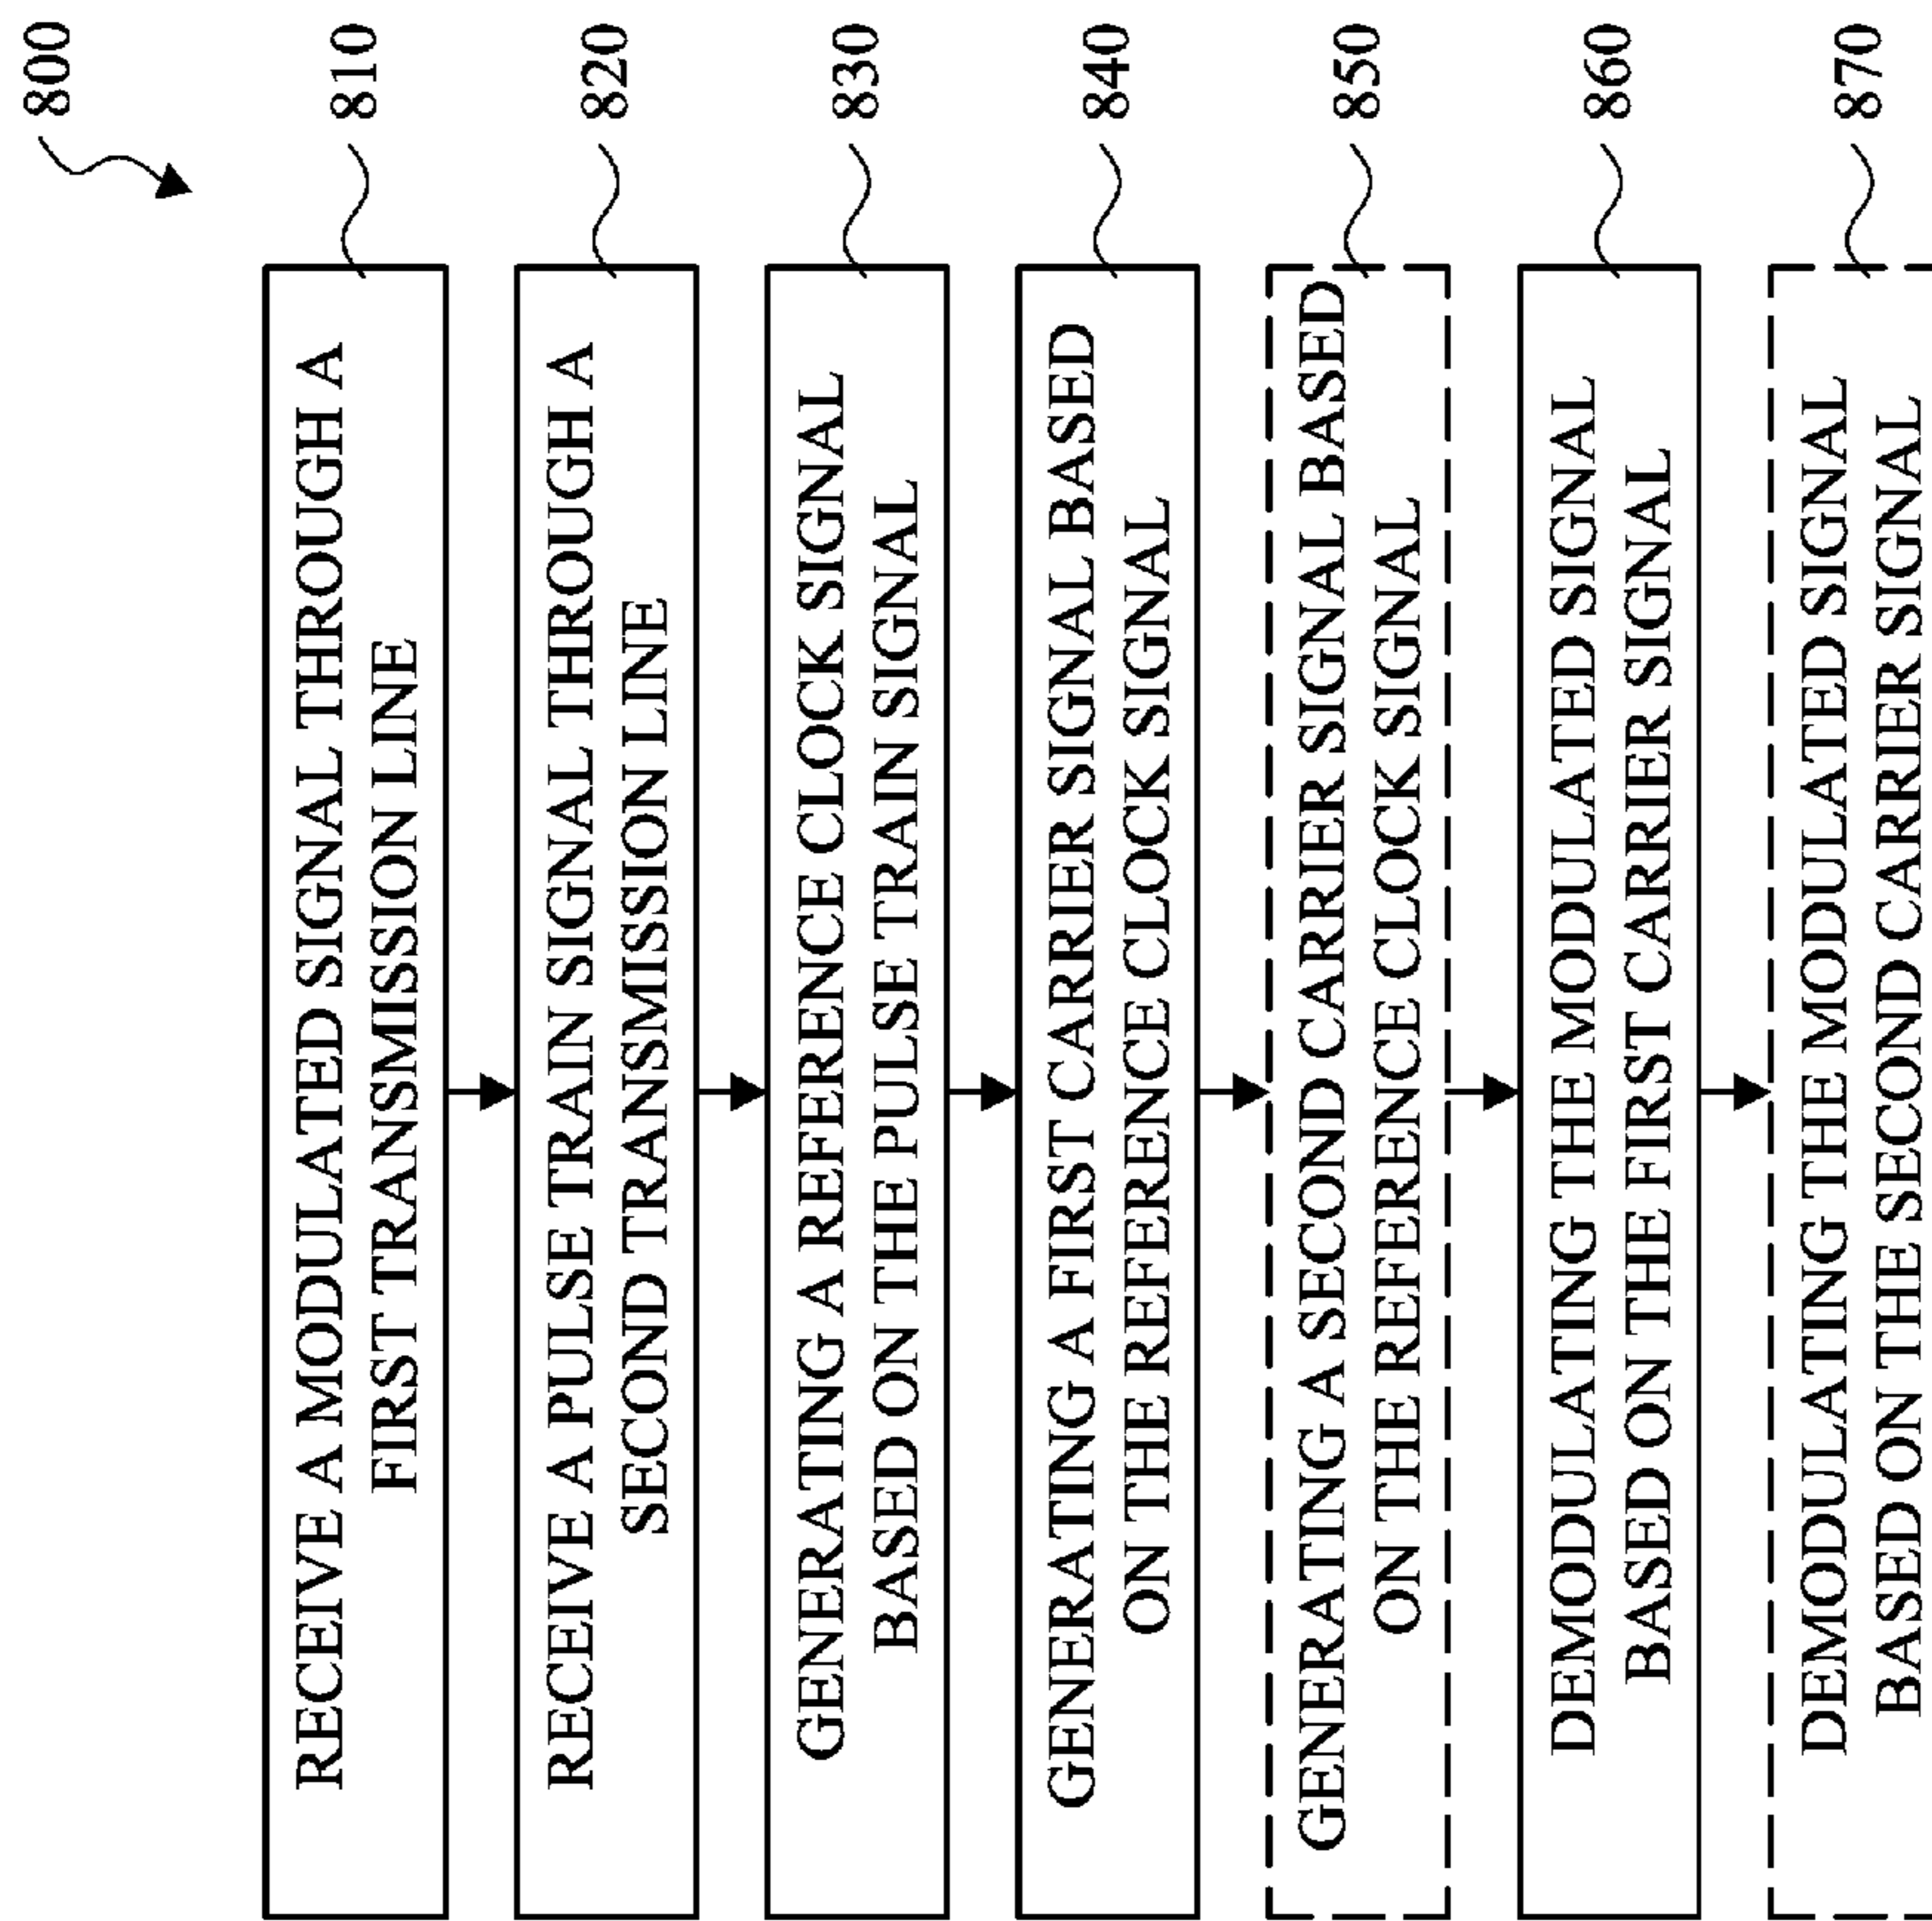 800
RECEIVE A MODULATED SIGNAL THROUGH A
FIRST TRANSMISSION LINE
810
RECEIVE A PULSE TRAIN SIGNAL THROUGH A
SECOND TRANSMISSION LINE
820
GENERATING A REFERENCE CLOCK SIGNAL
BASED ON THE PULSE TRAIN SIGNAL
830
GENERATING A FIRST CARRIER SIGNAL BASED
ON THE REFERENCE CLOCK SIGNAL
840
GENERATING A SECOND CARRIER SIGNAL BASED
ON THE REFERENCE CLOCK SIGNAL
850
DEMODULATING THE MODULATED SIGNAL
BASED ON THE FIRST CARRIER SIGNAL
860
DEMODULATING THE MODULATED SIGNAL
BASED ON THE SECOND CARRIER SIGNAL
870